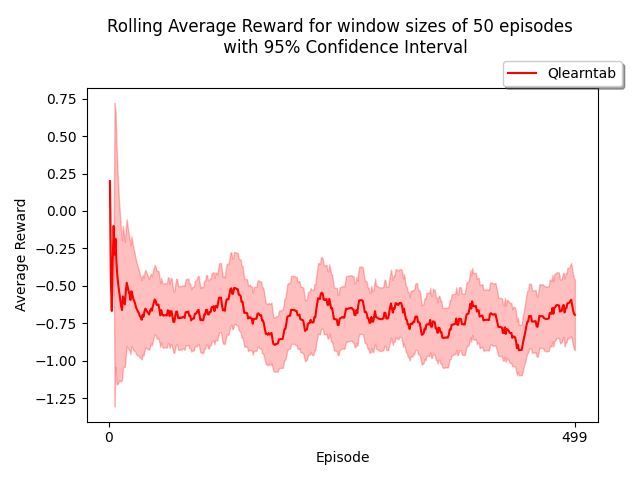 Rolling Average Reward for window sizes of 50 episodes
with 95% Confidence Interval
Qlearntab
0.75
0.50
0.25
0.00
−0.25
−0.50
−0.75
−1.00
−1.25
Average Reward
0
499
Episode